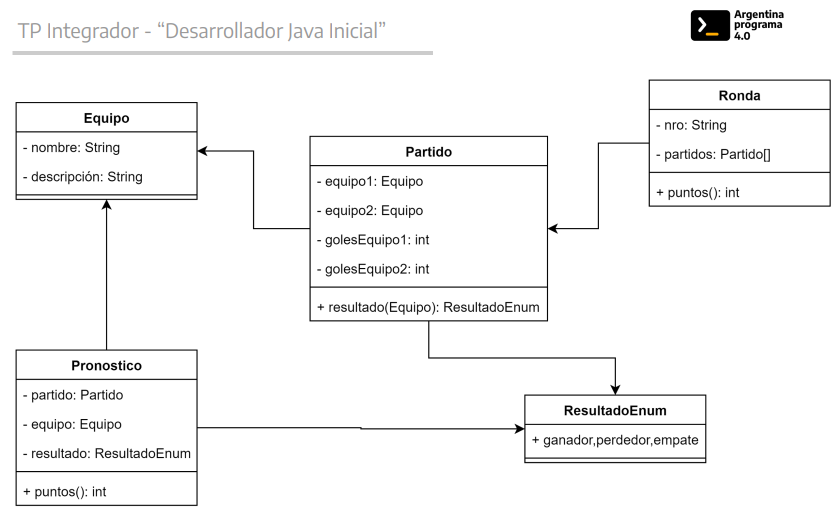 TP Integrador - “Desarrollador Java Inicial”
Argentina
programa
4.0
Equipo
- nombre: String
- descripción: String
Partido
- equipo1: Equipo
- equipo2: Equipo
- golesEquipo1: int
- golesEquipo2: int
+ resultado(Equipo): ResultadoEnum
Ronda
- nro: String
- partidos: Partido[]
+ puntos(): int
Pronostico
- partido: Partido
- equipo: Equipo
- resultado: ResultadoEnum
+ puntos(): int
ResultadoEnum
+ ganador,perdedor,empate